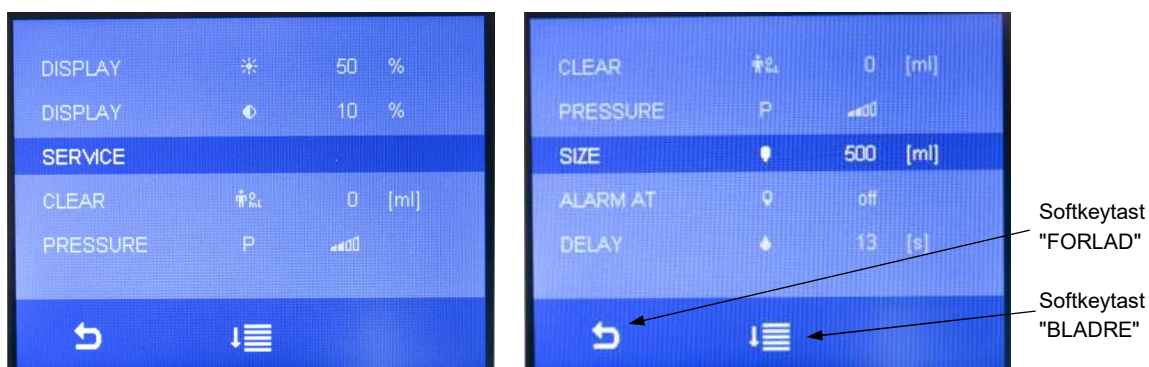 DISPLAY 50 %
DISPLAY 10 %
SERVICE
CLEAR 0 [ml]
PRESSURE P
CLEAR 0 [ml]
PRESSURE P
SIZE 500 [ml]
ALARM AT off
DELAY 13 [s]
Softkeytast
"FORLAD"
Softkeytast
"BLADRE"